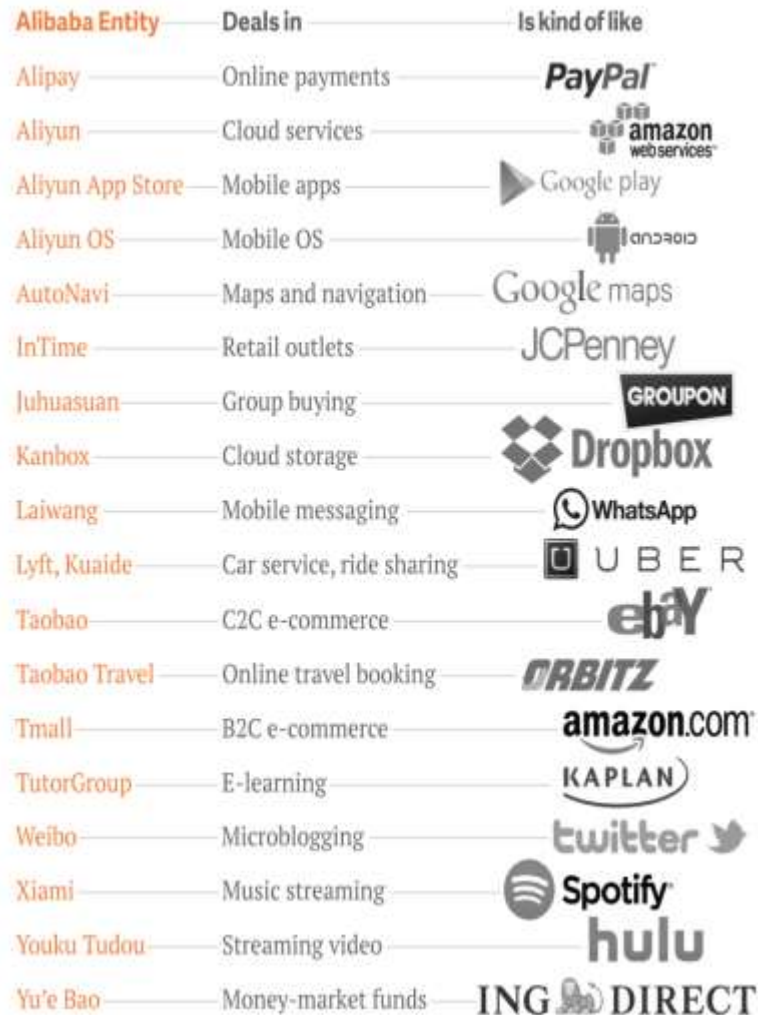 Alibaba Entity Deals in Is kind of like
Alipay Online payments PayPal
Aliyun Cloud services amazon webservices™
Aliyun App Store Mobile apps Google play
Aliyun OS Mobile OS ANDROID
AutoNavi Maps and navigation Google maps
InTime Retail outlets JCPenney
Juhuasuan Group buying GROUPON
Kanbox Cloud storage Dropbox
Laiwang Mobile messaging WhatsApp
Lyft, Kuaide Car service, ride sharing U UBER
Taobao C2C e-commerce ebaY
Taobao Travel Online travel booking ORBITZ
Tmall B2C e-commerce amazon.com
TutorGroup E-learning KAPLAN
Weibo Microblogging twitter
Xiami Music streaming Spotify
Youku Tudou Streaming video hulu
Yu'e Bao Money-market funds ING DIRECT